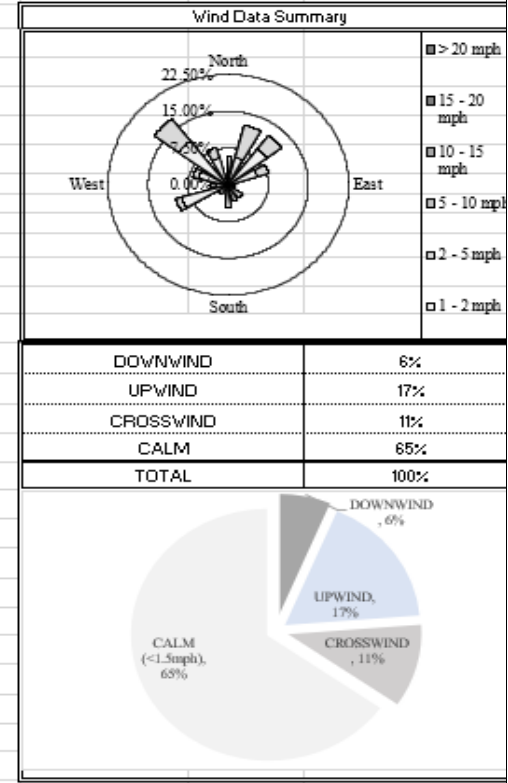 Wind Data Summary
North
22.50%
15.00%
7.50%
0.00%
West
East
South
> 20 mph
15 - 20
mph
10 - 15
mph
5 - 10 mph
2 - 5 mph
1 - 2 mph
DOWNWIND 6%
UPWIND 17%
CROSSWIND 11%
CALM 65%
TOTAL 100%
DOWNWIND
, 6%
UPWIND,
17%
CROSSWIND
, 11%
CALM
(<1.5mph),
65%